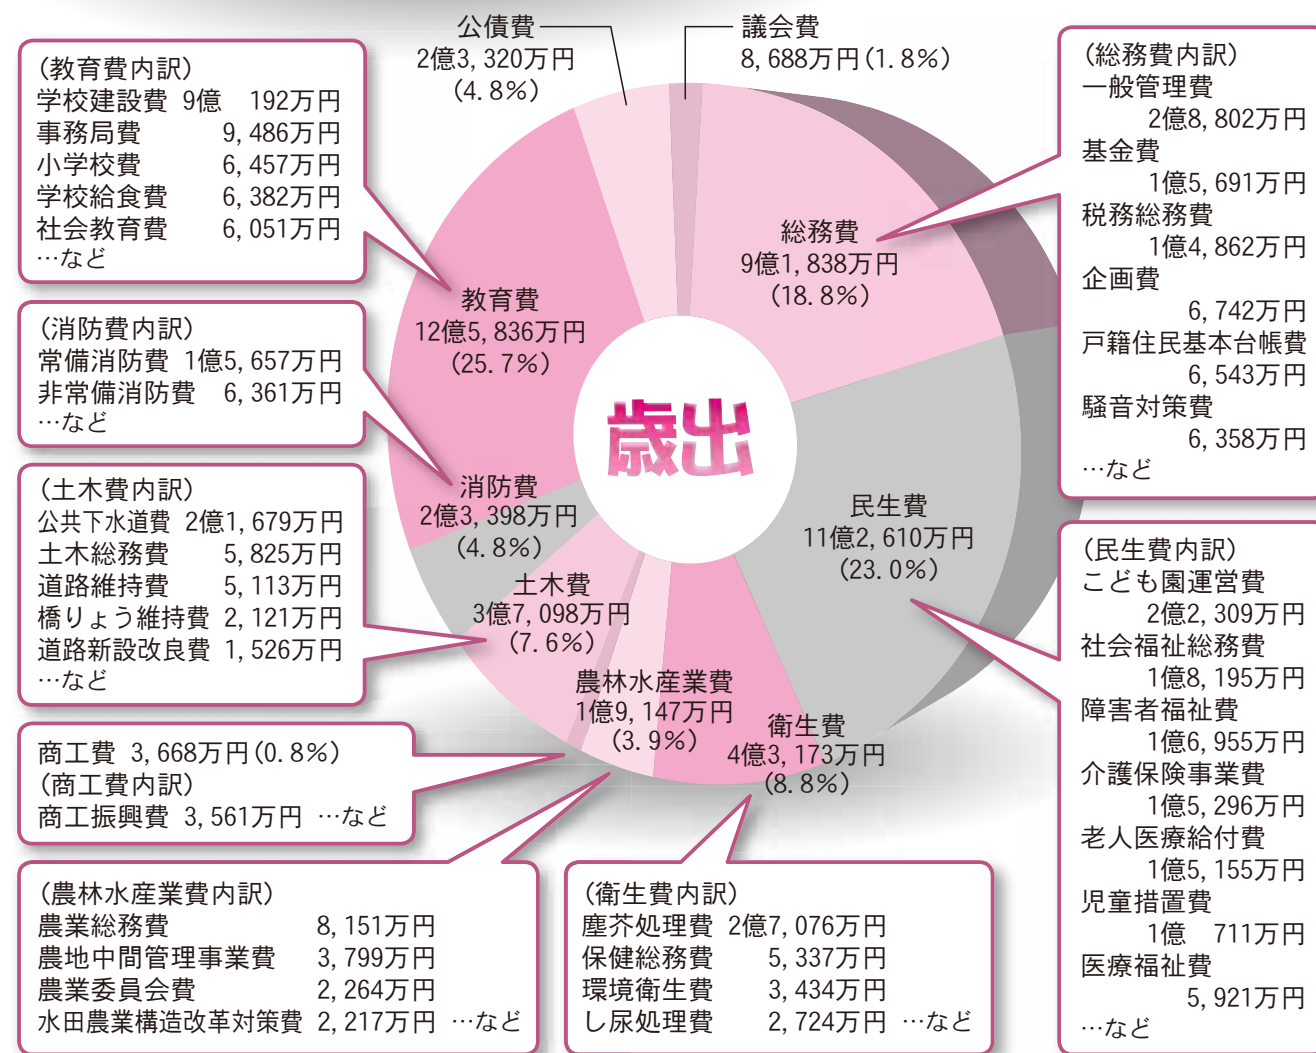 公債費
2億3,320万円
(4.8%)
議会費
8,688万円(1.8%)
(教育費内訳)
学校建設費 9億 192万円
事務局費 9,486万円
小学校費 6,457万円
学校給食費 6,382万円
社会教育費 6,051万円
…など
(総務費内訳)
一般管理費
2億8,802万円
基金費
1億5,691万円
税務総務費
1億4,862万円
企画費
6,742万円
戸籍住民基本台帳費
6,543万円
騒音対策費
6,358万円
…など
総務費
9億1,838万円
(18.8%)
教育費
12億5,836万円
(25.7%)
(消防費内訳)
常備消防費 1億5,657万円
非常備消防費 6,361万円
…など
歳出
消防費
2億3,398万円
(4.8%)
民生費
11億2,610万円
(23.0%)
(土木費内訳)
公共下水道費 2億1,679万円
土木総務費 5,825万円
道路維持費 5,113万円
橋りょう維持費 2,121万円
道路新設改良費 1,526万円
…など
土木費
3億7,098万円
(7.6%)
(民生費内訳)
こども園運営費
2億2,309万円
社会福祉総務費
1億8,195万円
障害者福祉費
1億6,955万円
介護保険事業費
1億5,296万円
老人医療給付費
1億5,155万円
児童措置費
1億 711万円
医療福祉費
5,921万円
…など
農林水産業費
1億9,147万円
(3.9%)
衛生費
4億3,173万円
(8.8%)
商工費 3,668万円(0.8%)
(商工費内訳)
商工振興費 3,561万円 …など
(農林水産業費内訳)
農業総務費 8,151万円
農地中間管理事業費 3,799万円
農業委員会費 2,264万円
水田農業構造改革対策費 2,217万円 …など
(衛生費内訳)
塵芥処理費 2億7,076万円
保健総務費 5,337万円
環境衛生費 3,434万円
し尿処理費 2,724万円 …など